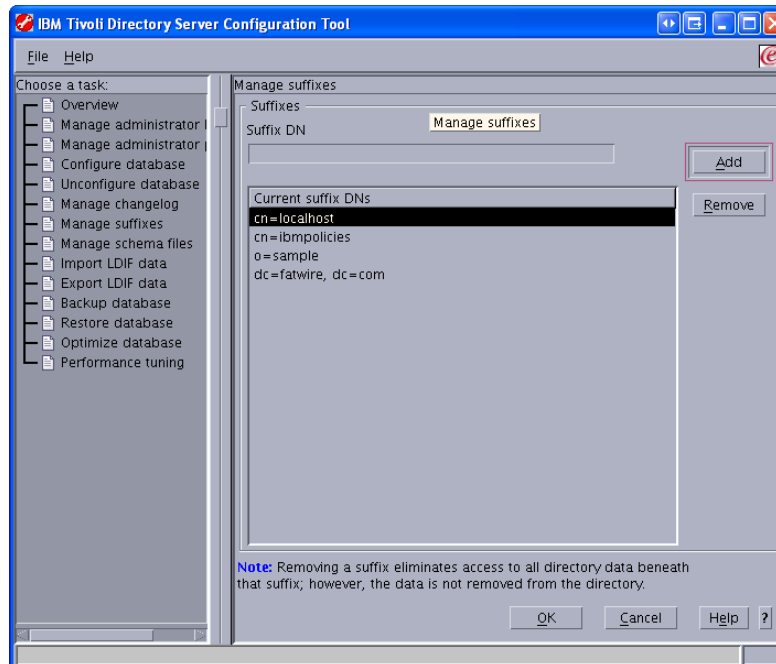 IBM Tivoli Directory Server Configuration Tool
File Help
Choose a task:
Overview
Manage administrator
Manage administrator
Configure database
Unconfigure database
Manage changelog
Manage suffixes
Manage schema files
Import LDIF data
Export LDIF data
Backup database
Restore database
Optimize database
Performance tuning
Manage suffixes
Suffixes
Manage suffixes
Suffix DN
Add
Current suffix DNs
Remove
cn=localhost
cn=ibmpolicies
o=sample
dc=fatwire, dc=com
Note: Removing a suffix eliminates access to all directory data beneath
that suffix; however, the data is not removed from the directory.
OK Cancel Help ?